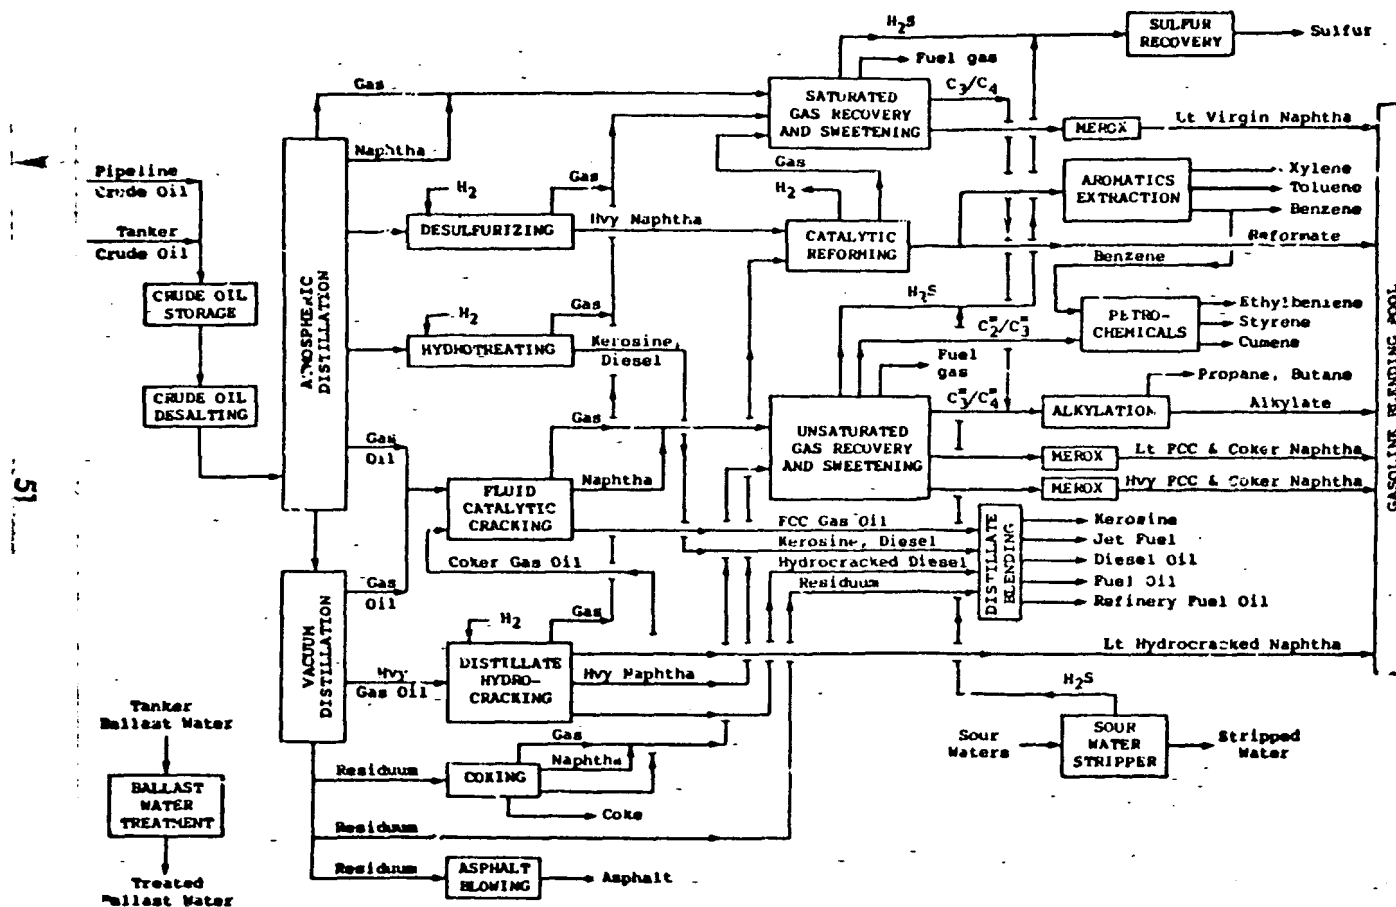 H2S
SULFUR
RECOVERY
Sulfur
Fuel gas
Gas
SATURATED
GAS RECOVERY
AND SWEETENING
C3/C4
MEROX
Lt Virgin Naphtha
Naphtha
Pipeline
Crude Oil
Tanker
Crude Oil
CRUDE OIL
STORAGE
CRUDE OIL
DESALTING
ATMOSPHERIC
DISTILLATION
H2
Gas
DESULFURIZING
Hvy Naphtha
Gas
H2
CATALYTIC
REFORMING
AROMATICS
EXTRACTION
Xylene
Toluene
Benzene
Reformate
Benzene
H2
Gas
HYDROTREATING
Kerosine,
Diesel
H2S
C2=/C3=
PETRO-
CHEMICALS
Ethylbenzene
Styrene
Cumene
Fuel
gas
Propane, Butane
C3=/C4=
ALKYLATION
Alkylate
Gas
Oil
Gas
UNSATURATED
GAS RECOVERY
AND SWEETENING
MEROX
Lt FCC & Coker Naphtha
MEROX
Hvy FCC & Coker Naphtha
GASOLINE BLENDING POOL
51
FLUID
CATALYTIC
CRACKING
Naphtha
FCC Gas Oil
Kerosine, Diesel
Hydrocracked Diesel
Residuum
DISTILLATE
BLENDING
Kerosine
Jet Fuel
Diesel Oil
Fuel Oil
Refinery Fuel Oil
Coker Gas Oil
VACUUM
DISTILLATION
Gas
Oil
H2
Gas
Hvy
Gas Oil
DISTILLATE
HYDRO-
CRACKING
Hvy Naphtha
Lt Hydrocracked Naphtha
H2S
Sour
Waters
SOUR
WATER
STRIPPER
Stripped
Water
Tanker
Ballast Water
BALLAST
WATER
TREATMENT
Treated
Ballast Water
Residuum
COKING
Gas
Naphtha
Coke
Residuum
Residuum
ASPHALT
BLOWING
Asphalt